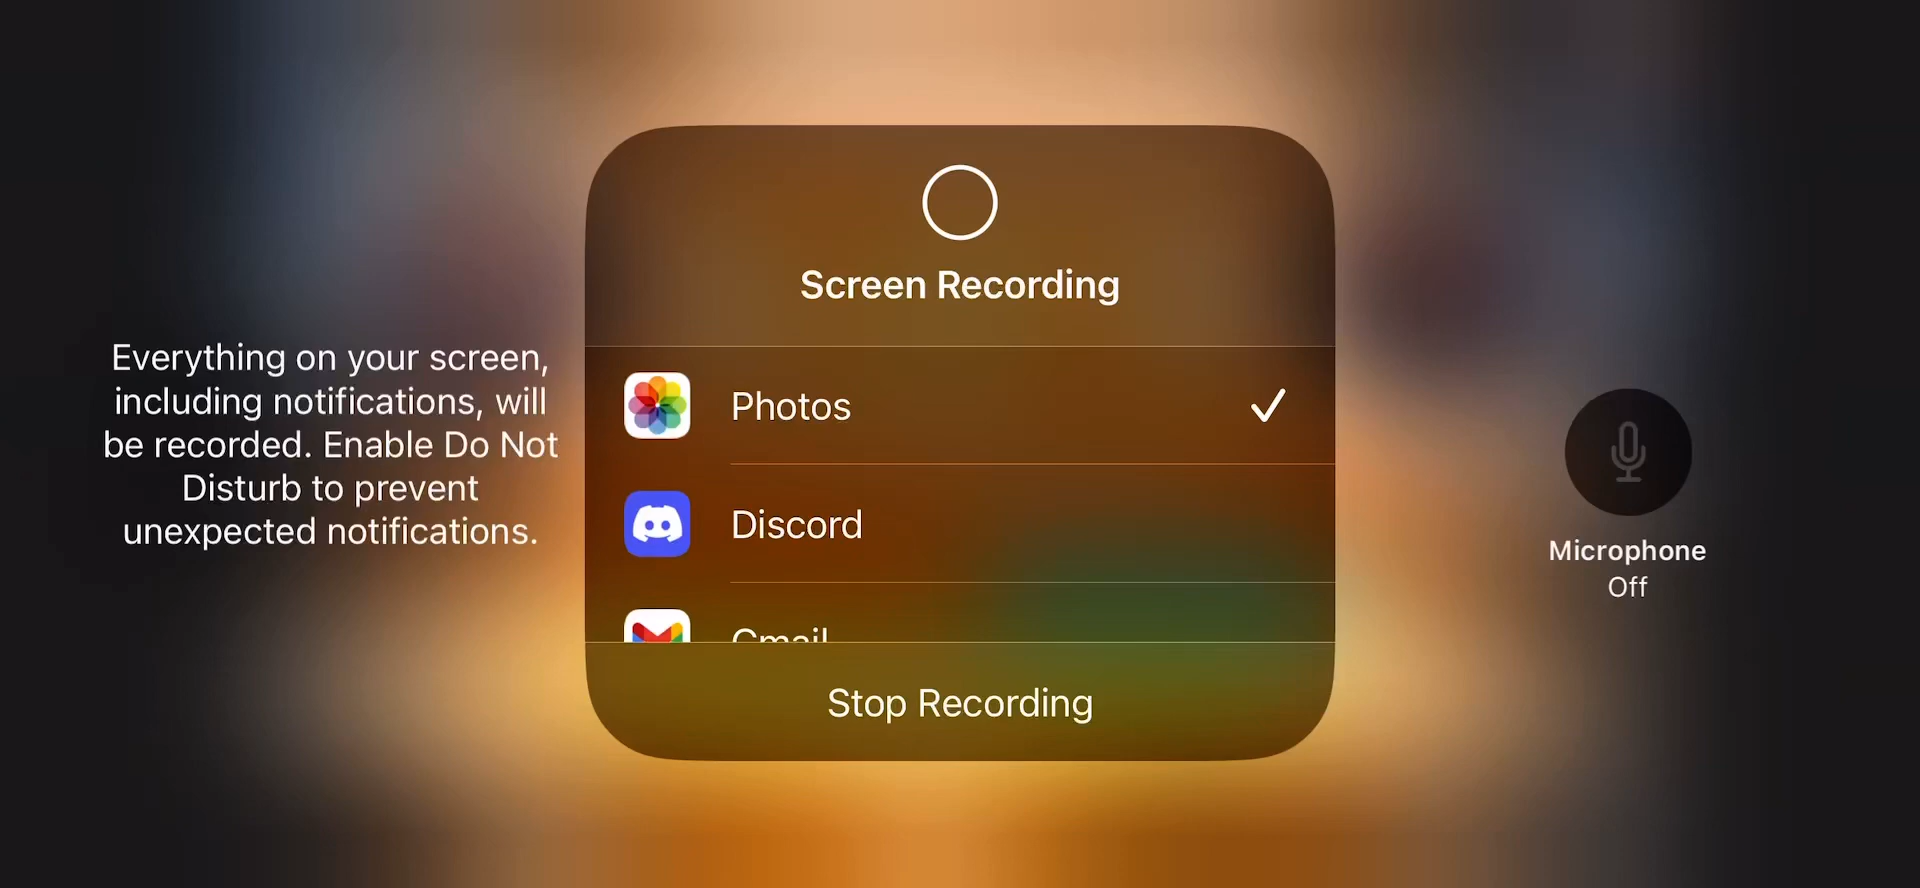 Everything on your screen,
including notifications, will
be recorded. Enable Do Not
Disturb to prevent
unexpected notifications.
Screen Recording
Photos
Discord
Gmail
Stop Recording
Microphone
Off